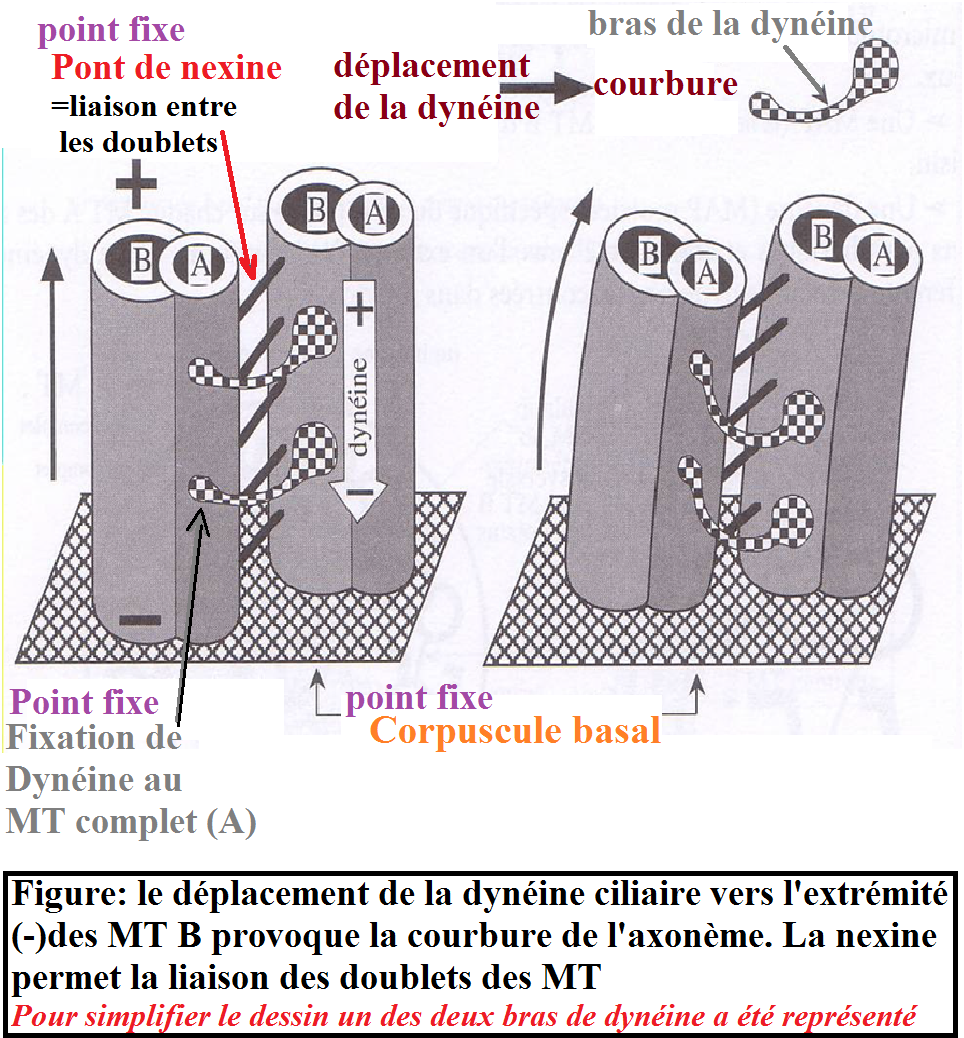 point fixe
Pont de nexine
=liaison entre
les doublets
déplacement
de la dynéine
courbure
bras de la dynéine
+
B
A
B
A
+
dynéine
-
-
B
A
B
A
Point fixe
Fixation de
Dynéine au
MT complet (A)
point fixe
Corpuscule basal
Figure: le déplacement de la dynéine ciliaire vers l'extrémité
(-)des MT B provoque la courbure de l'axonème. La nexine
permet la liaison des doublets des MT
Pour simplifier le dessin un des deux bras de dynéine a été représenté